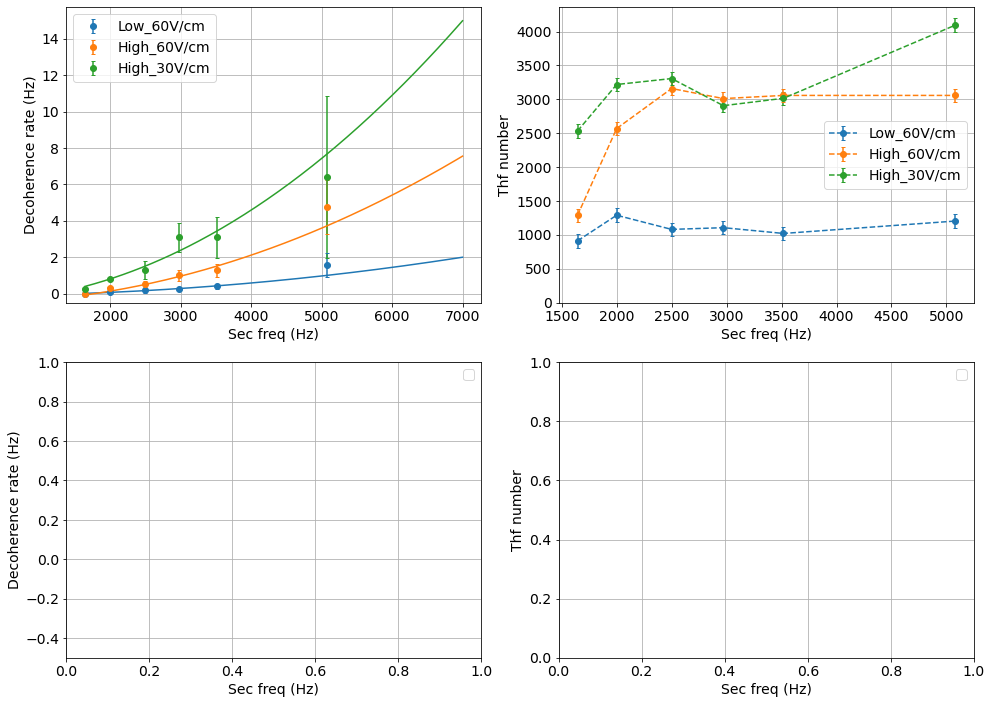 Decoherence rate (Hz)
14
12
10
8
6
4
2
0
Low_60V/cm
High_60V/cm
High_30V/cm
2000 3000 4000 5000 6000 7000
Sec freq (Hz)
Thf number
4000
3500
3000
2500
2000
1500
1000
500
0
Low_60V/cm
High_60V/cm
High_30V/cm
1500 2000 2500 3000 3500 4000 4500 5000
Sec freq (Hz)
Decoherence rate (Hz)
1.0
0.8
0.6
0.4
0.2
0.0
−0.2
−0.4
0.0 0.2 0.4 0.6 0.8 1.0
Sec freq (Hz)
Thf number
1.0
0.8
0.6
0.4
0.2
0.0
0.0 0.2 0.4 0.6 0.8 1.0
Sec freq (Hz)